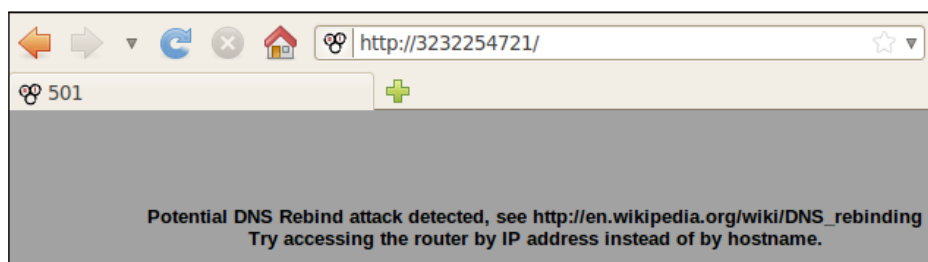 http://3232254721/
501
Potential DNS Rebind attack detected, see http://en.wikipedia.org/wiki/DNS_rebinding
Try accessing the router by IP address instead of by hostname.